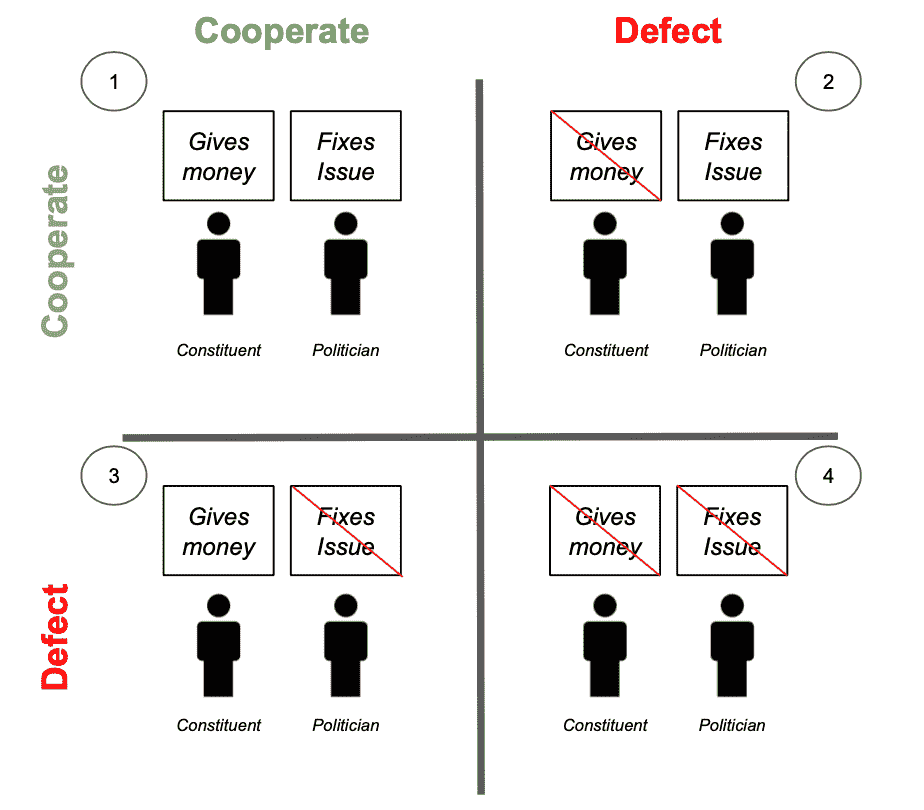 Cooperate
Defect
1
2
Gives
money
Fixes
Issue
Gives
money
Fixes
Issue
Cooperate
Constituent
Politician
Constituent
Politician
3
4
Gives
money
Fixes
Issue
Gives
money
Fixes
Issue
Defect
Constituent
Politician
Constituent
Politician